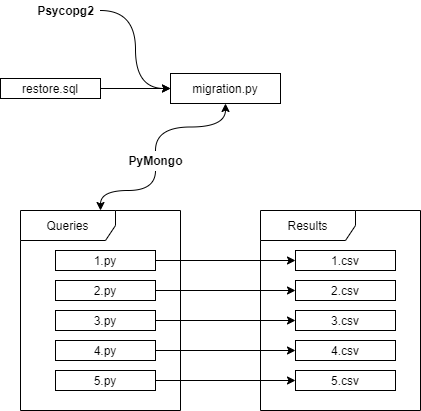 Psycopg2
restore.sql
migration.py
PyMongo
Queries
Results
1.py
1.csv
2.py
2.csv
3.py
3.csv
4.py
4.csv
5.py
5.csv